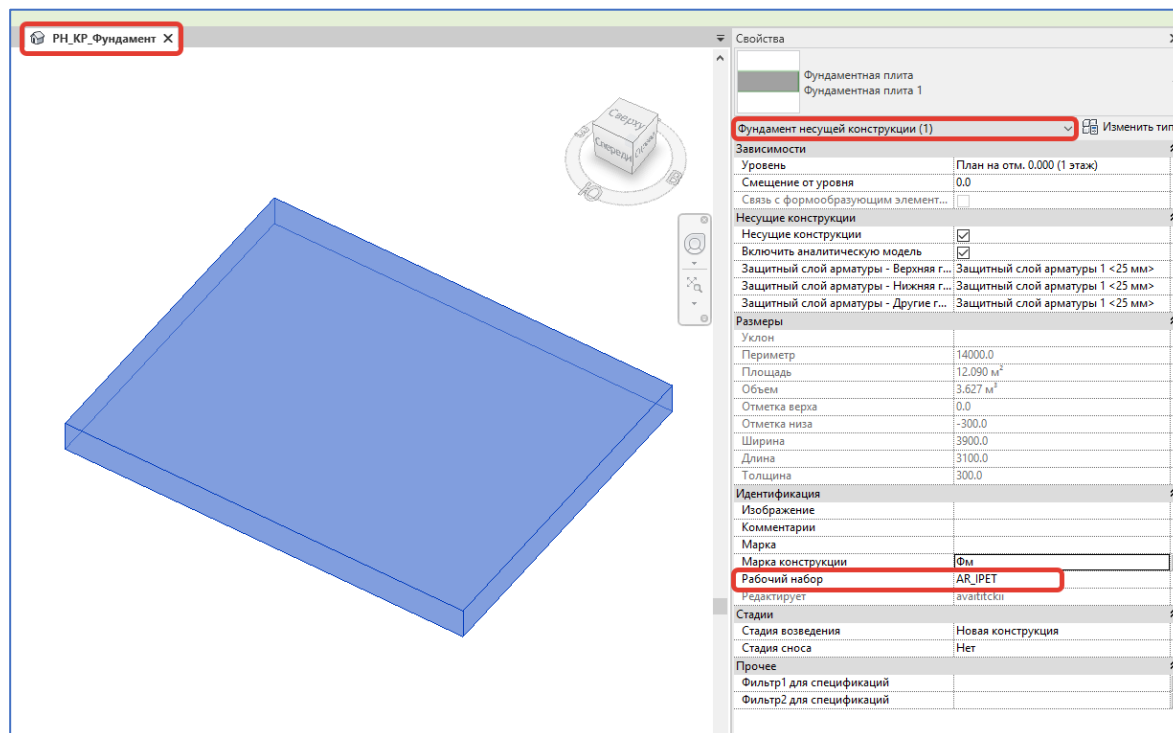 РН_КР_Фундамент
Свойства
Фундаментная плита
Фундаментная плита 1
Фундамент несущей конструкции (1)
Изменить тип
Зависимости
Уровень План на отм. 0.000 (1 этаж)
Смещение от уровня 0.0
Связь с формообразующим элемент...
Несущие конструкции
Несущие конструкции
Включить аналитическую модель
Защитный слой арматуры - Верхняя г... Защитный слой арматуры 1 <25 мм>
Защитный слой арматуры - Нижняя г... Защитный слой арматуры 1 <25 мм>
Защитный слой арматуры - Другие г... Защитный слой арматуры 1 <25 мм>
Размеры
Уклон
Периметр 14000.0
Площадь 12.090 м²
Объем 3.627 м³
Отметка верха 0.0
Отметка низа -300.0
Ширина 3900.0
Длина 3100.0
Толщина 300.0
Идентификация
Изображение
Комментарии
Марка
Марка конструкции Фм
Рабочий набор AR_IPET
Редактирует avaititckii
Стадии
Стадия возведения Новая конструкция
Стадия сноса Нет
Прочее
Фильтр1 для спецификаций
Фильтр2 для спецификаций
Сверху
Спереди
В
Ю